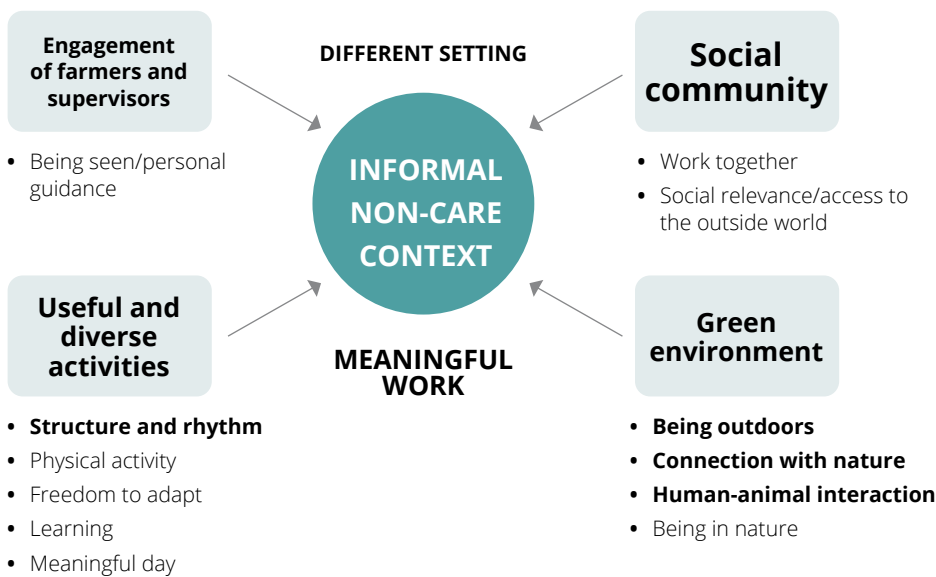 Engagement
of farmers and
supervisors
• Being seen/personal
guidance
DIFFERENT SETTING
Social
community
• Work together
• Social relevance/access to
the outside world
INFORMAL
NON-CARE
CONTEXT
Useful and
diverse
activities
• Structure and rhythm
• Physical activity
• Freedom to adapt
• Learning
• Meaningful day
MEANINGFUL
WORK
Green
environment
• Being outdoors
• Connection with nature
• Human-animal interaction
• Being in nature